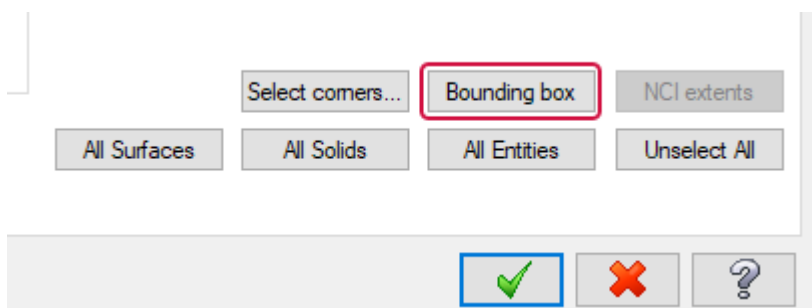 Select corners... Bounding box NCI extents
All Surfaces All Solids All Entities Unselect All